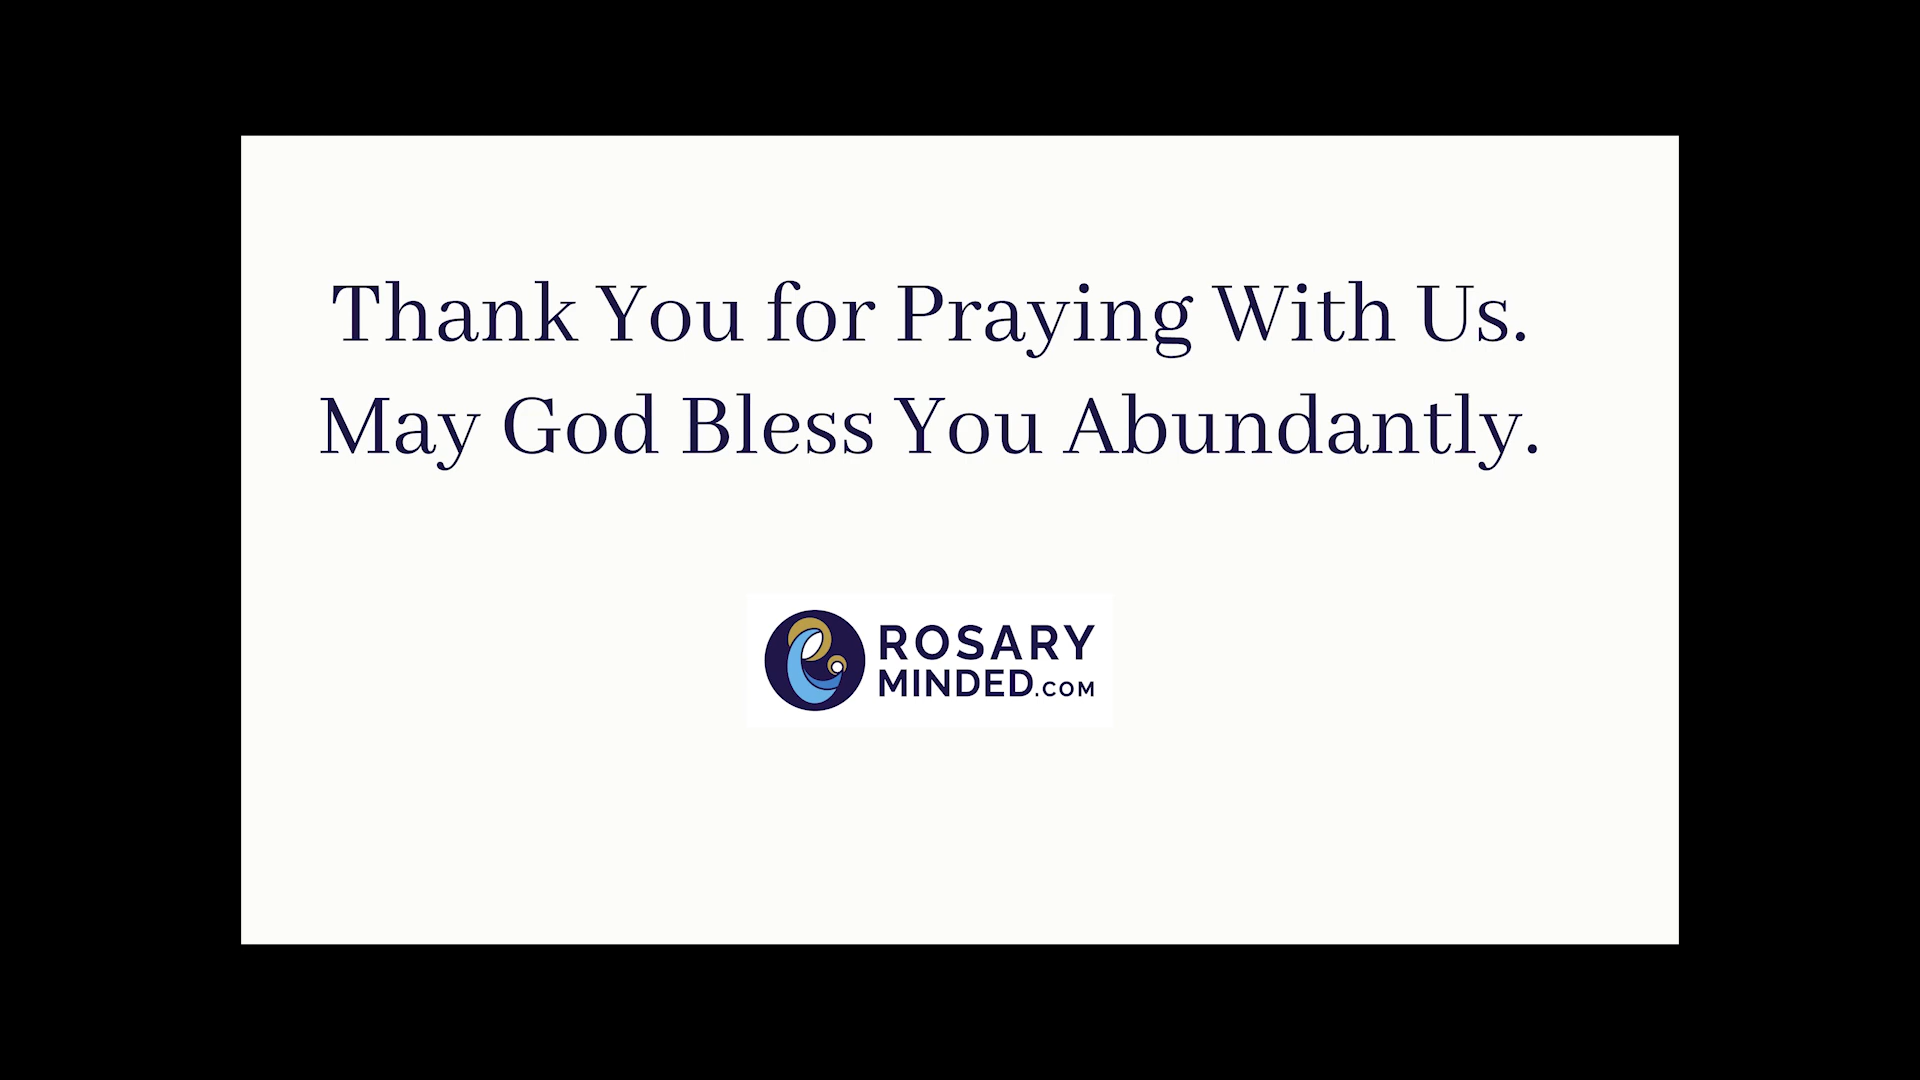 Thank You for Praying With Us.
May God Bless You Abundantly.
ROSARY
MINDED.COM